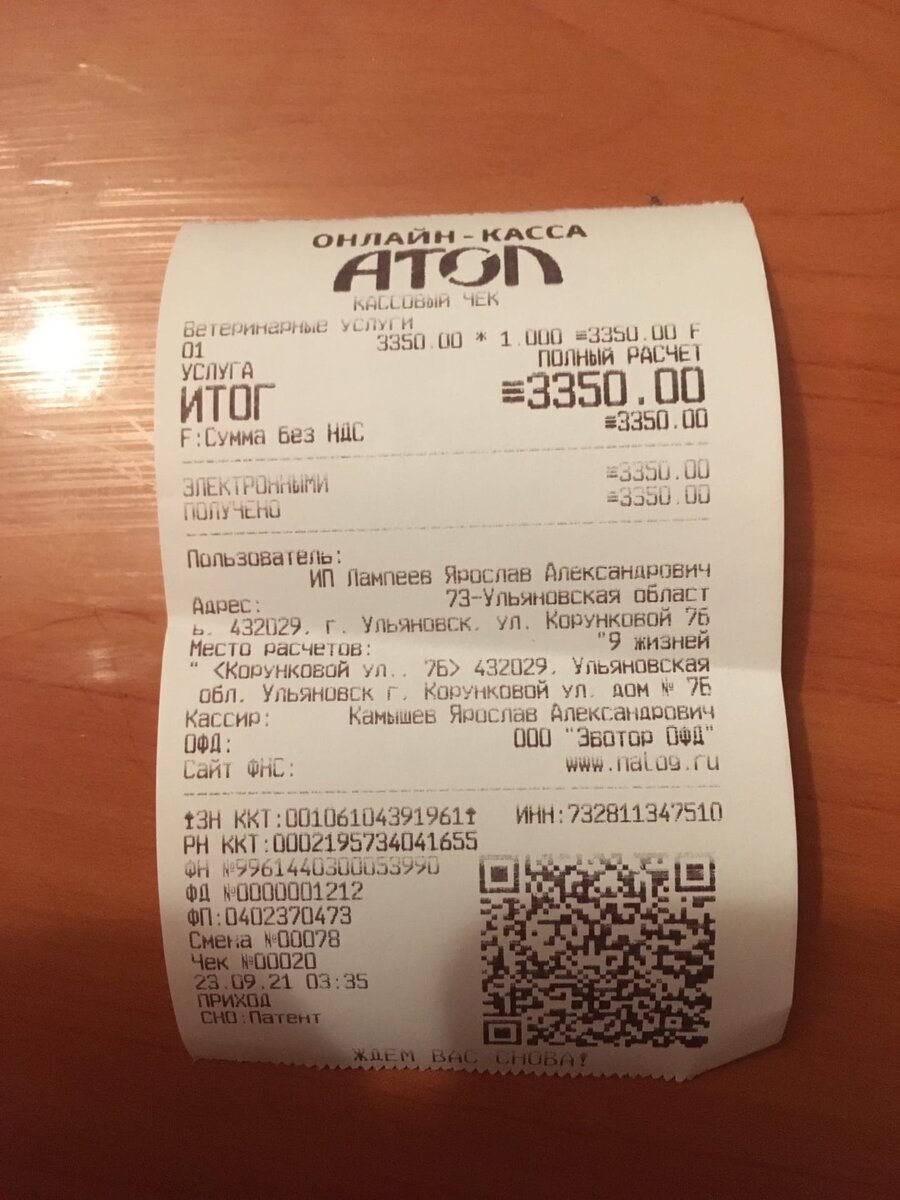 ОНЛАЙН-КАССА
АТОЛ
КАССОВЫЙ ЧЕК
Ветеринарные услуги
01 3350.00 * 1.000 ≡3350.00 F
УСЛУГА ПОЛНЫЙ РАСЧЕТ
ИТОГ ≡3350.00
F:Сумма без НДС ≡3350.00
ЭЛЕКТРОННЫМИ ≡3350.00
ПОЛУЧЕНО ≡3350.00
Пользователь:
ИП Лампеев Ярослав Александрович
Адрес: 73-Ульяновская област
ь, 432029, г. Ульяновск, ул. Корунковой 7б
Место расчетов: "9 жизней
" <Корунковой ул., 7Б> 432029, Ульяновская
обл, Ульяновск г, Корунковой ул, дом № 7Б
Кассир: Камышев Ярослав Александрович
ОФД: ООО "Эвотор ОФД"
Сайт ФНС: www.nalog.ru
ЗН ККТ:00106104391961 ИНН:732811347510
РН ККТ:0002195734041655
ФН №9961440300053990
ФД №0000001212
ФП:0402370473
Смена №00078
Чек №00020
23.09.21 03:35
ПРИХОД
СНО:Патент
ЖДЕМ ВАС СНОВА!